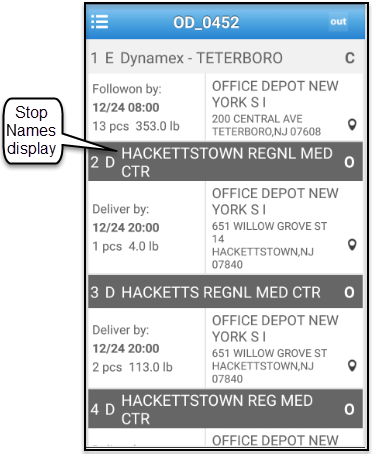 OD_0452
out
1 E Dynamex - TETERBORO C
Followon by:
12/24 08:00
13 pcs 353.0 lb
OFFICE DEPOT NEW
YORK S I
200 CENTRAL AVE
TETERBORO,NJ 07608
Stop
Names
display
2 D HACKETTSTOWN REGNL MED
CTR
O
Deliver by:
12/24 20:00
1 pcs 4.0 lb
OFFICE DEPOT NEW
YORK S I
651 WILLOW GROVE ST
14
HACKETTSTOWN,NJ
07840
3 D HACKETTS REGNL MED CTR O
Deliver by:
12/24 20:00
2 pcs 113.0 lb
OFFICE DEPOT NEW
YORK S I
651 WILLOW GROVE ST
HACKETTSTOWN,NJ
07840
4 D HACKETTSTOWN REG MED
CTR
O
OFFICE DEPOT NEW